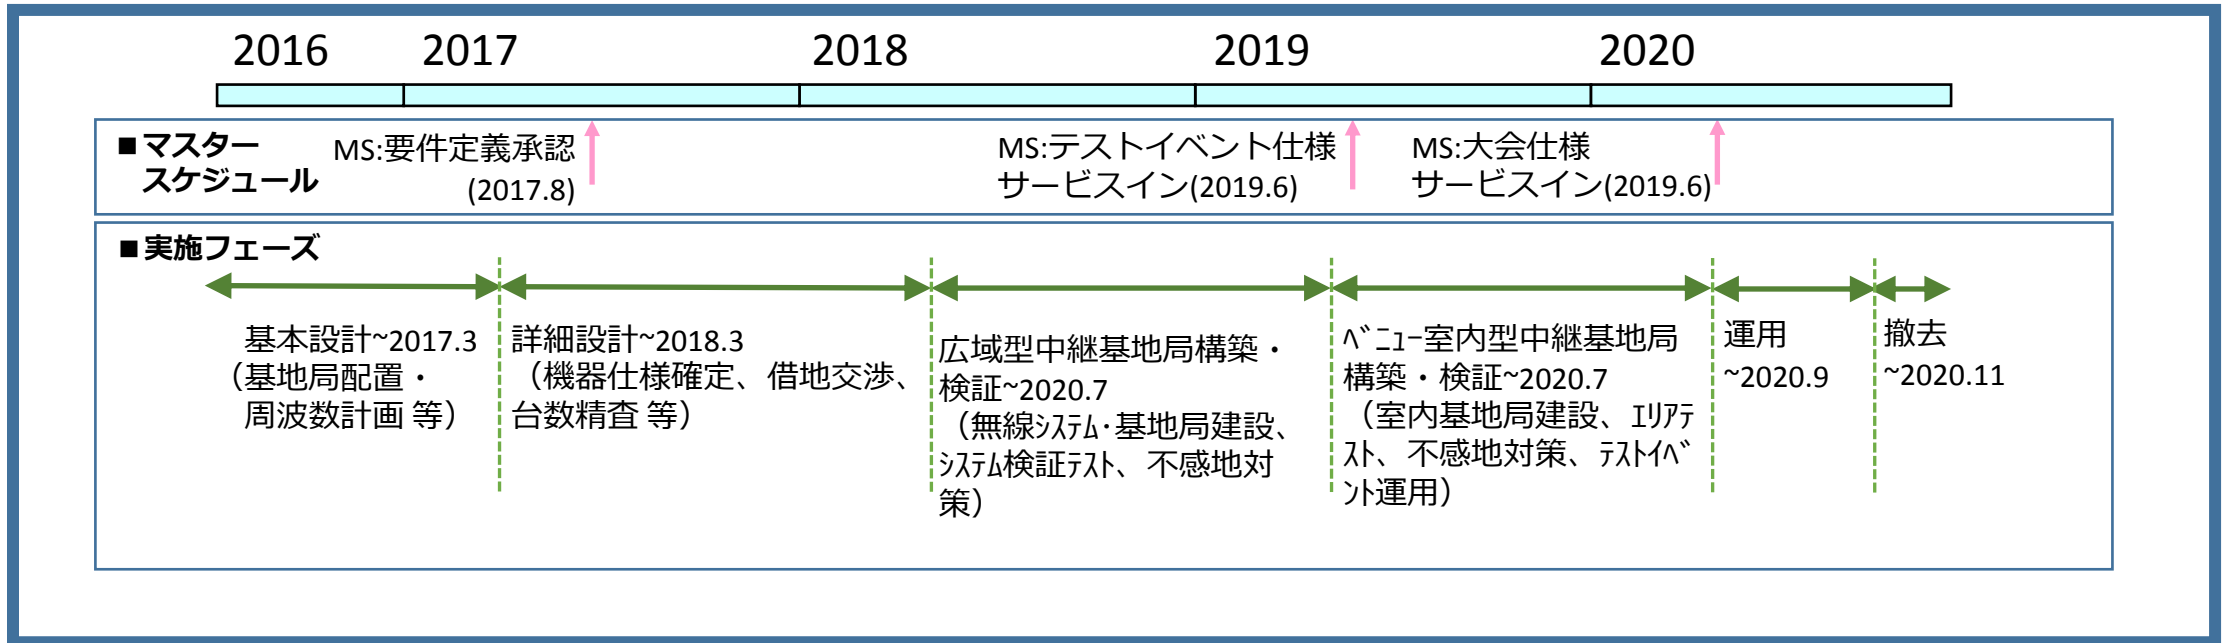 2016 2017 2018 2019 2020
■マスター
スケジュール
MS:要件定義承認
(2017.8)
MS:テストイベント仕様
サービスイン(2019.6)
MS:大会仕様
サービスイン(2019.6)
■実施フェーズ
基本設計~2017.3
（基地局配置・
周波数計画 等）
詳細設計~2018.3
（機器仕様確定、借地交渉、
台数精査 等）
広域型中継基地局構築・
検証~2020.7
（無線ｼｽﾃﾑ･基地局建設、
ｼｽﾃﾑ検証ﾃｽﾄ、不感地対
策）
ﾍﾞﾆｭｰ室内型中継基地局
構築・検証~2020.7
（室内基地局建設、ｴﾘｱﾃ
ｽﾄ、不感地対策、ﾃｽﾄｲﾍﾞ
ﾝﾄ運用）
運用
~2020.9
撤去
~2020.11